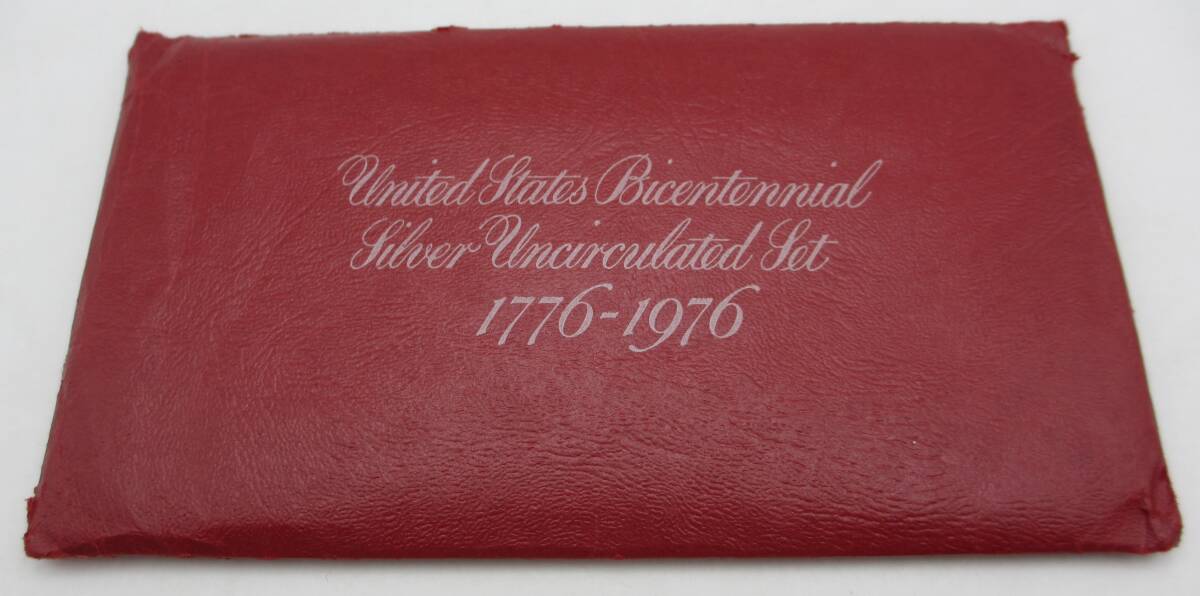 United States Bicentennial
Silver Uncirculated Set
1776-1976